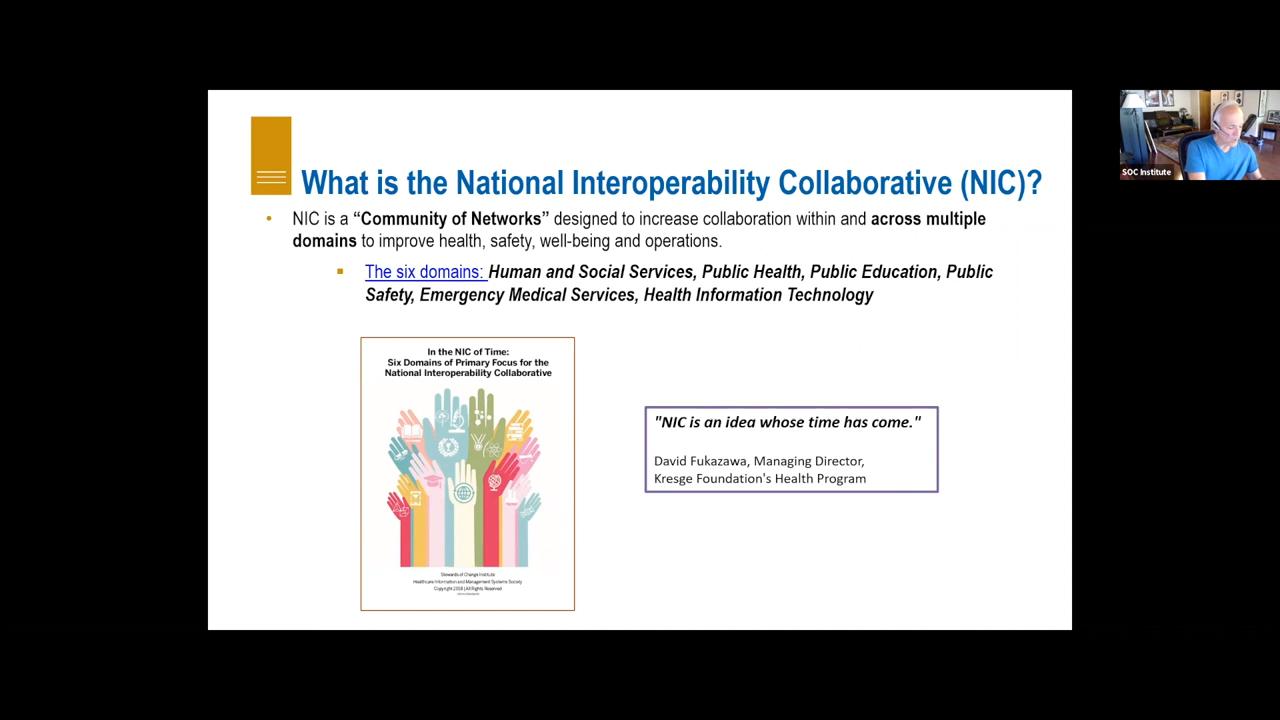 What is the National Interoperability Collaborative (NIC)?
• NIC is a “Community of Networks” designed to increase collaboration within and across multiple
domains to improve health, safety, well-being and operations.
▪ The six domains: Human and Social Services, Public Health, Public Education, Public
Safety, Emergency Medical Services, Health Information Technology
In the NIC of Time:
Six Domains of Primary Focus for the
National Interoperability Collaborative
Stewards of Change Institute
Healthcare Information and Management Systems Society
Copyright 2018 | All Rights Reserved
"NIC is an idea whose time has come."
David Fukazawa, Managing Director,
Kresge Foundation's Health Program
SOC Institute